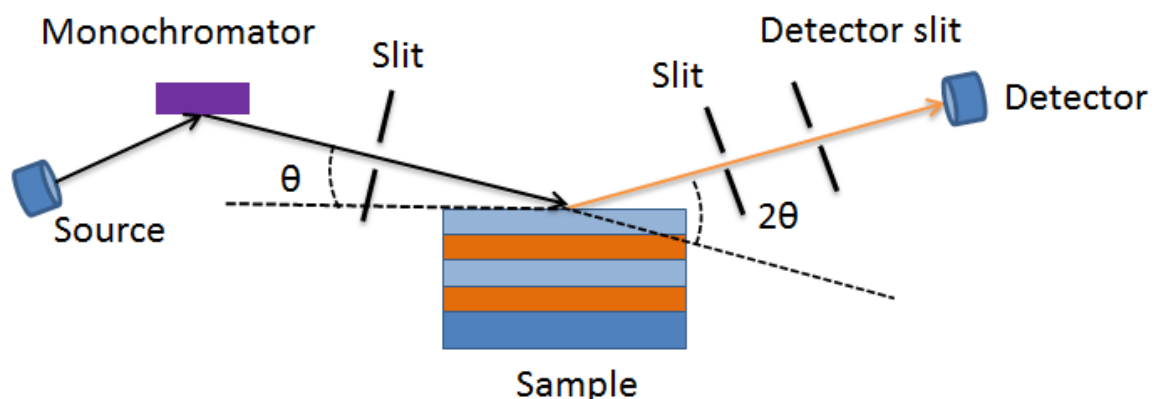 Monochromator
Slit
Slit
Detector slit
Detector
Source
θ
2θ
Sample